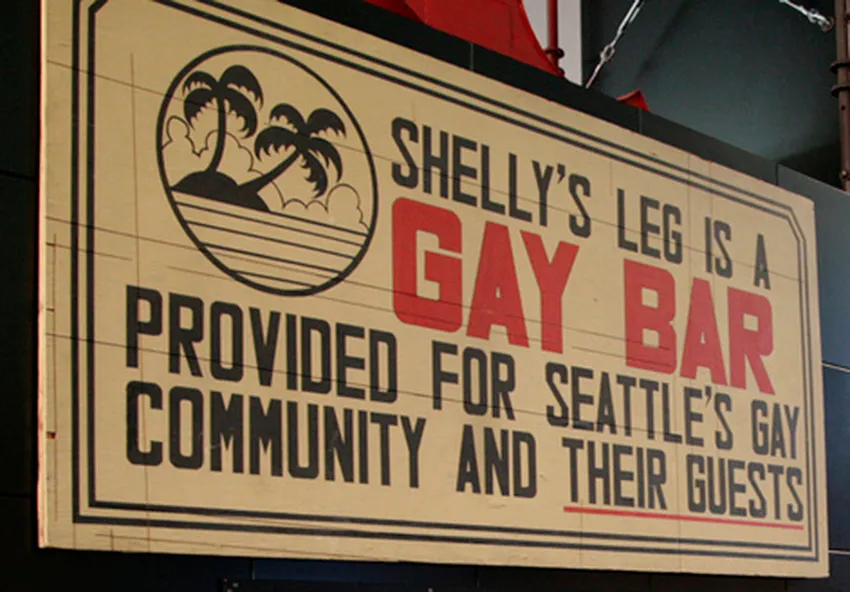 SHELLY'S LEG IS A
GAY BAR
PROVIDED FOR SEATTLE'S GAY
COMMUNITY AND THEIR GUESTS